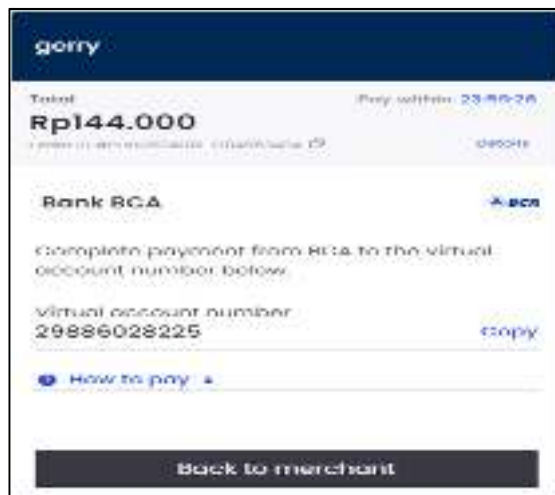 gorry
Total Pay within
Rp144.000
details
Bank BCA BCA
Complete payment from BCA to the virtual
account number below.
Virtual account number
29886028225 Copy
How to pay
Back to merchant